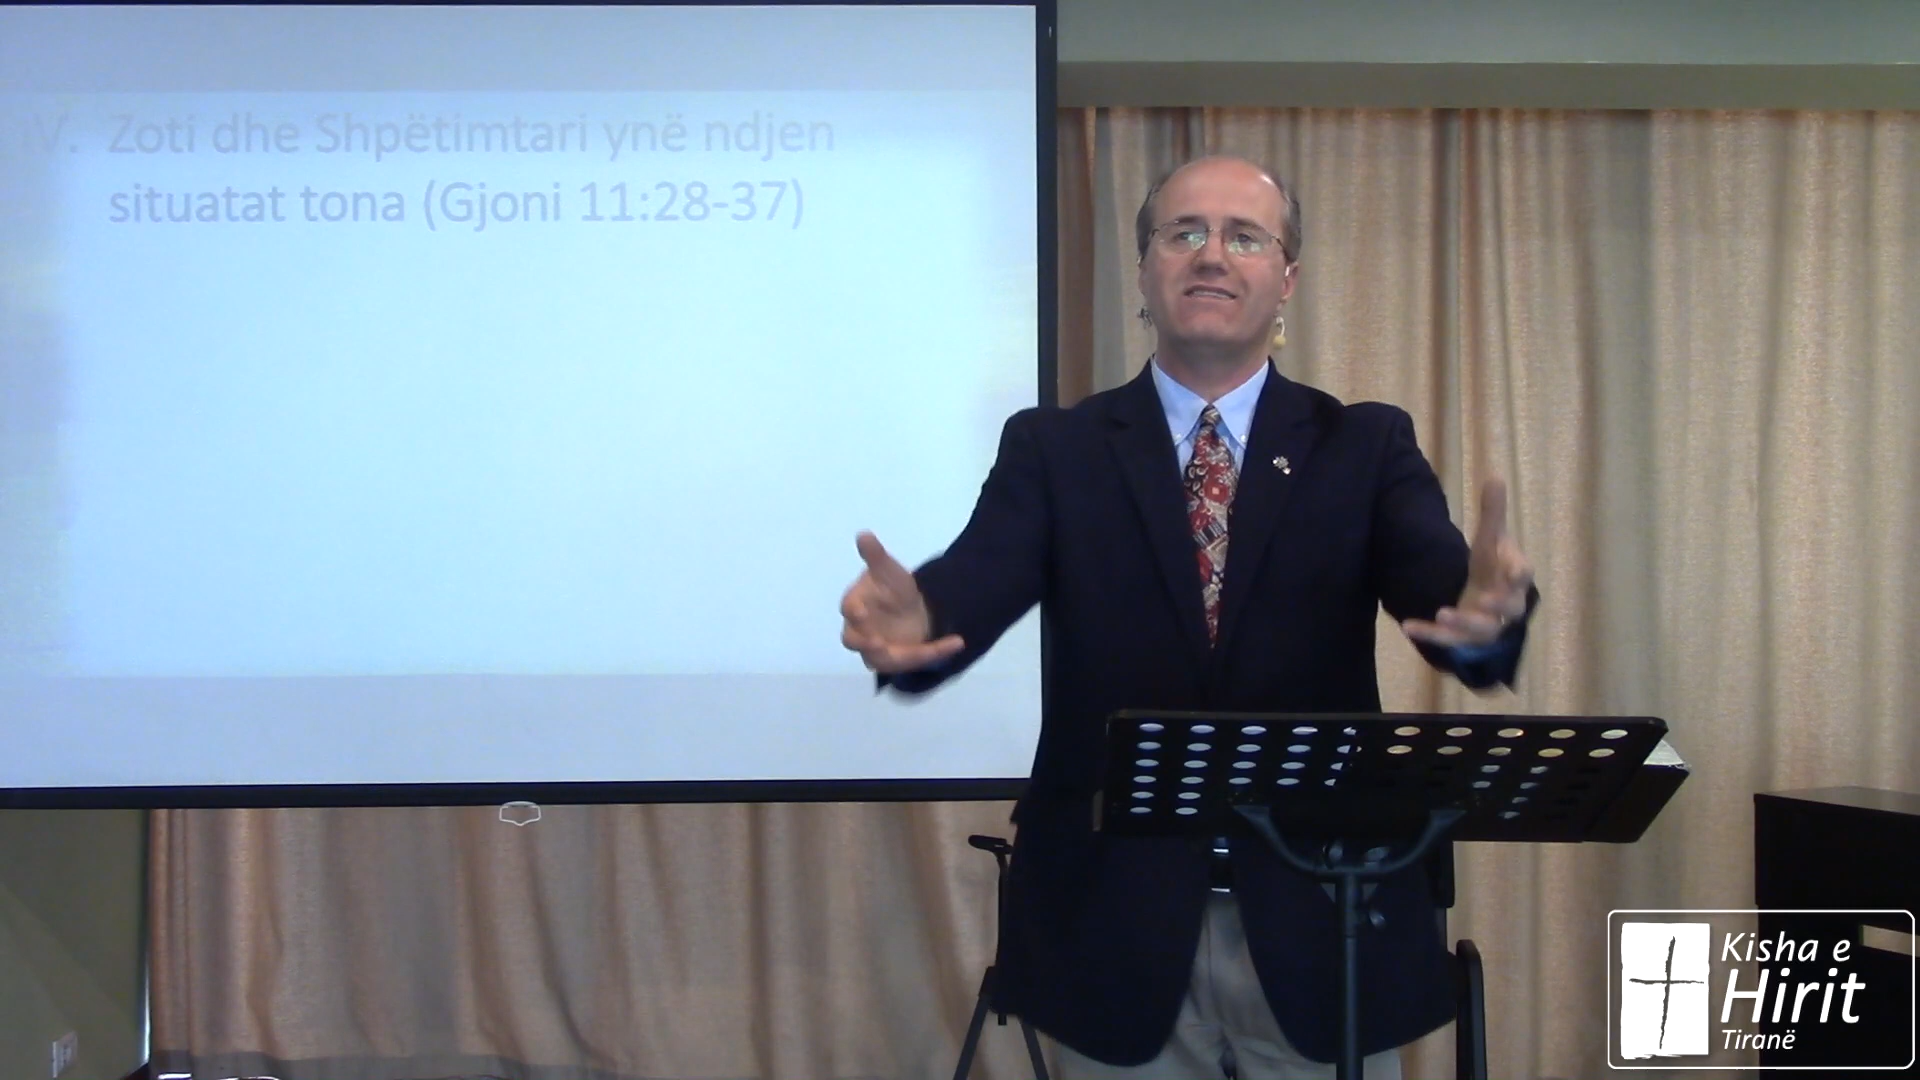 IV. Zoti dhe Shpëtimtari ynë ndjen
situatat tona (Gjoni 11:28-37)
Kisha e
Hirit
Tiranë